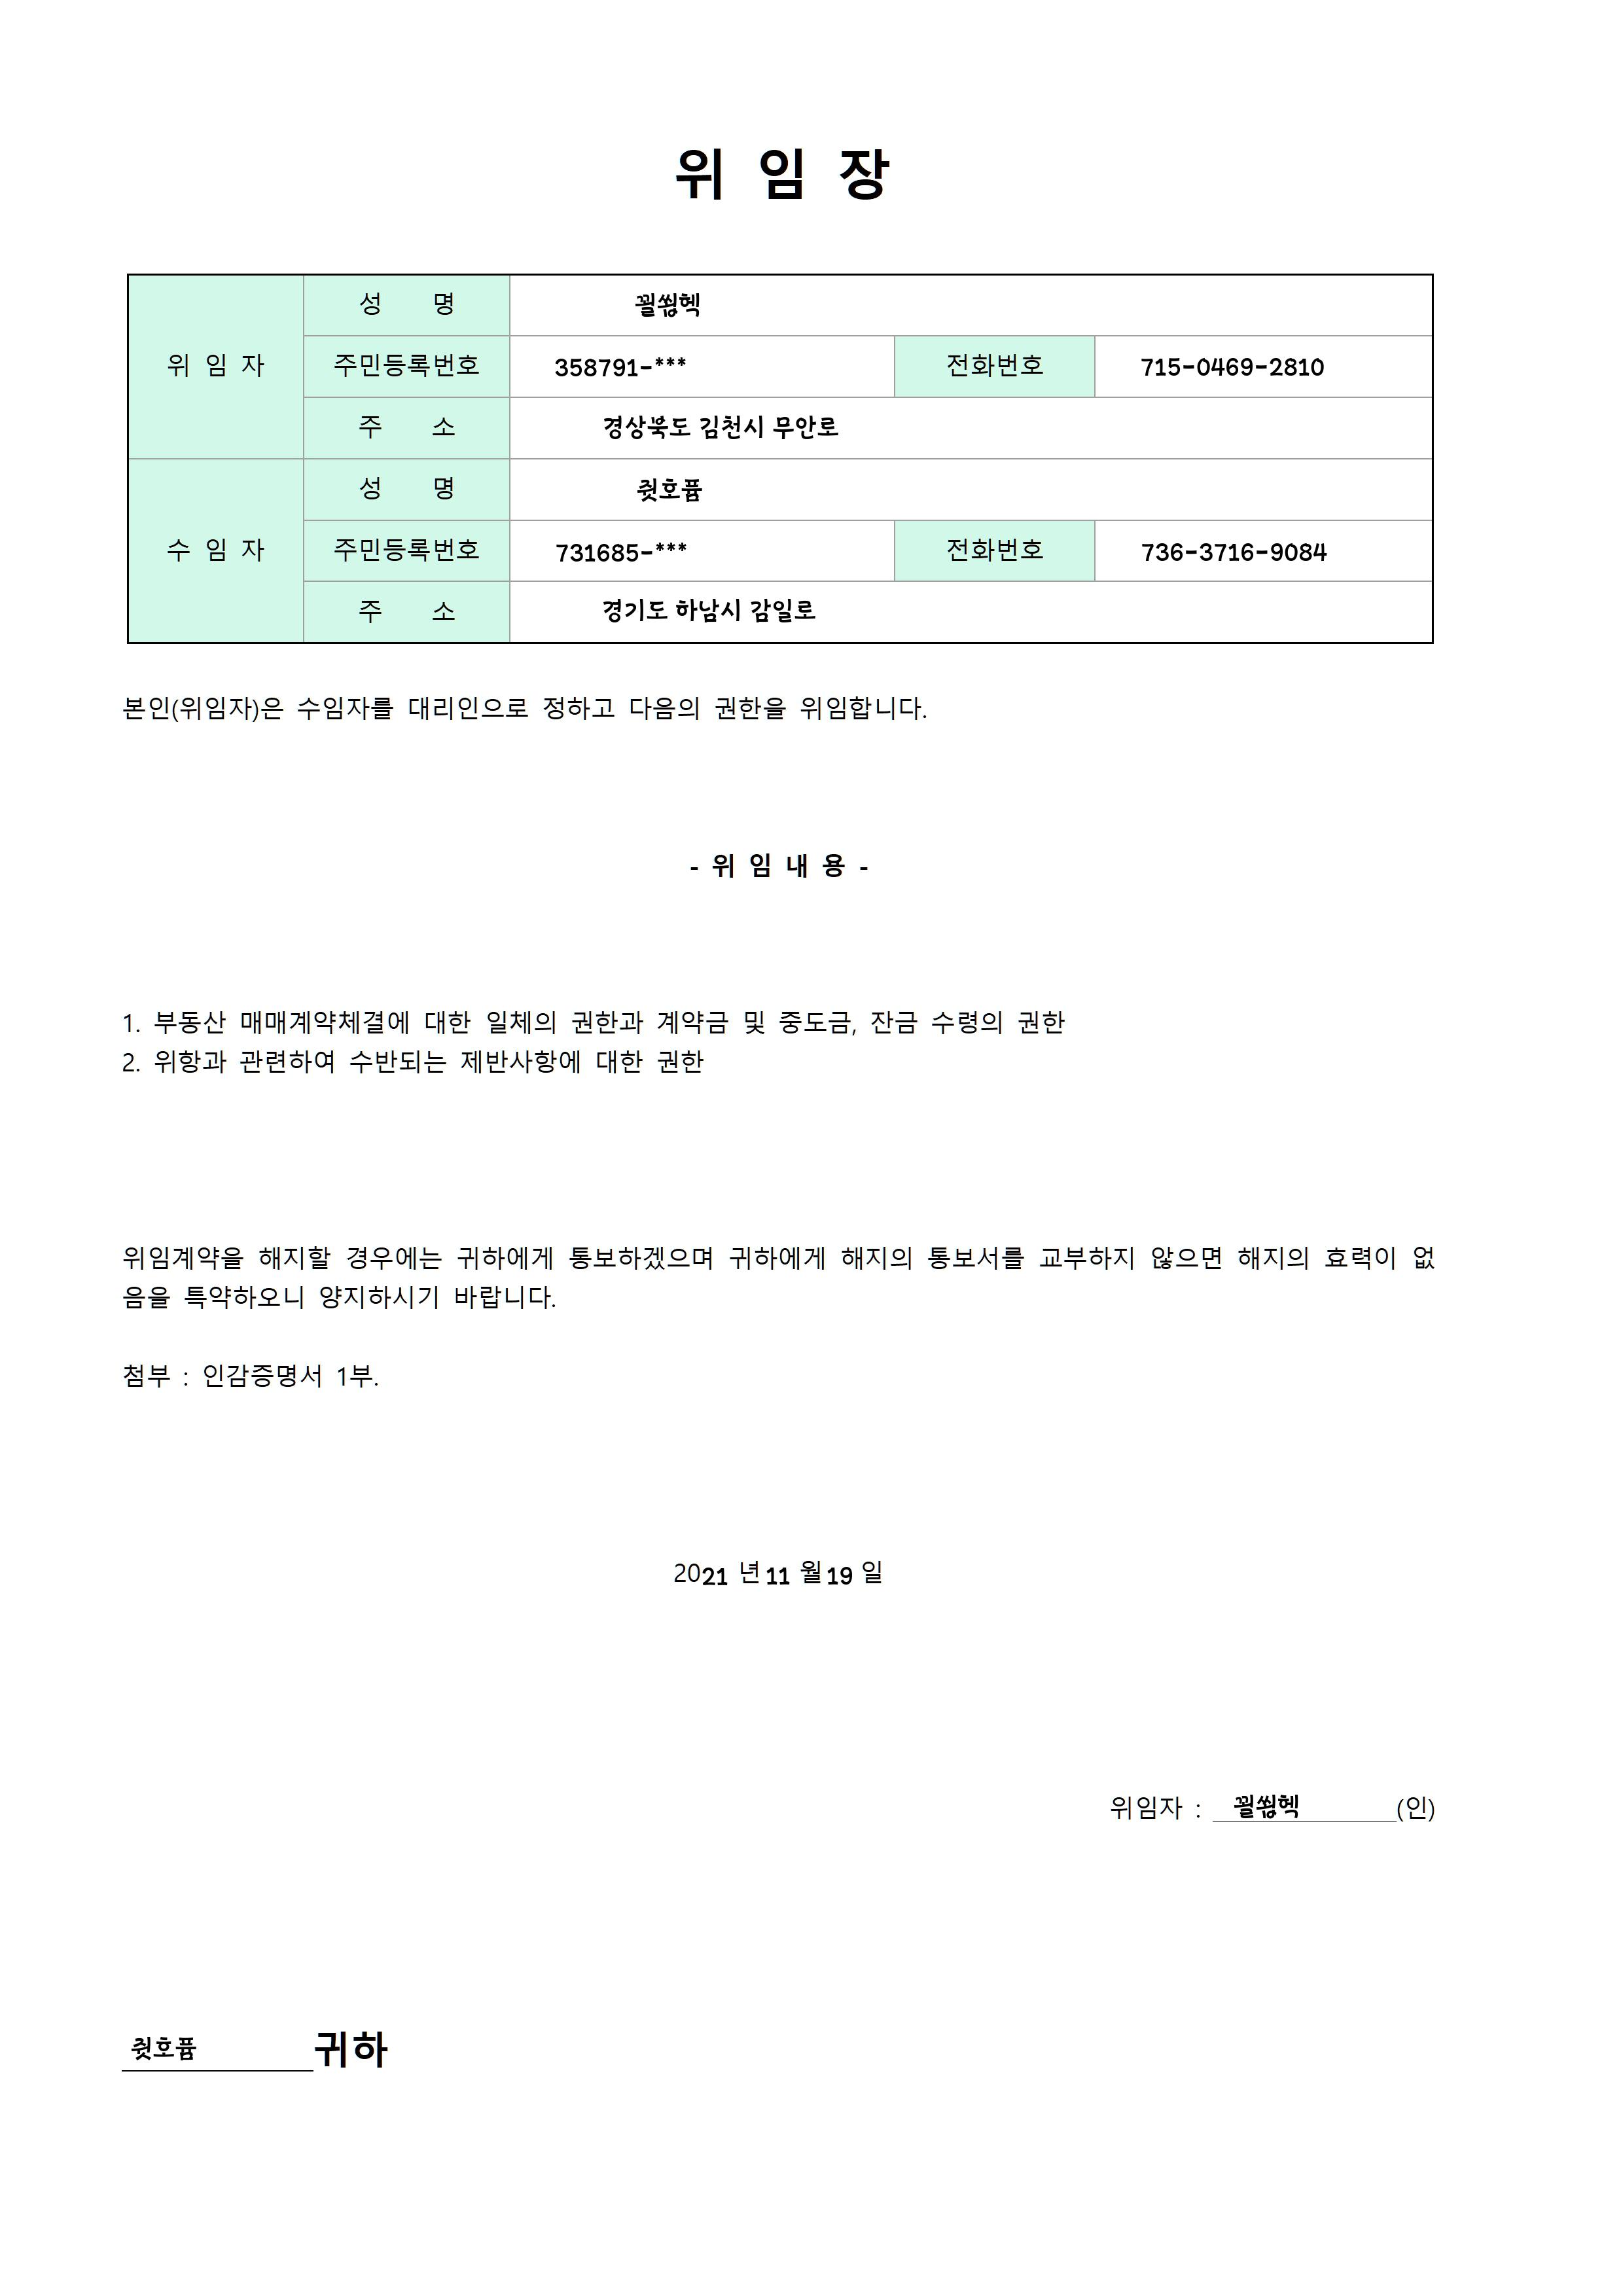 위 임 장
위 임 자
성 명
주민등록번호 358791-*** 전화번호 715-0469-2810
주 소 경상북도 김천시 무안로
수 임 자
성 명
주민등록번호 731685-*** 전화번호 736-3716-9084
주 소 경기도 하남시 감일로
본인(위임자)은 수임자를 대리인으로 정하고 다음의 권한을 위임합니다.
- 위 임 내 용 -
1. 부동산 매매계약체결에 대한 일체의 권한과 계약금 및 중도금, 잔금 수령의 권한
2. 위항과 관련하여 수반되는 제반사항에 대한 권한
위임계약을 해지할 경우에는 귀하에게 통보하겠으며 귀하에게 해지의 통보서를 교부하지 않으면 해지의 효력이 없
음을 특약하오니 양지하시기 바랍니다.
첨부 : 인감증명서 1부.
2021 년 11 월 19 일
위임자 : (인)
귀하